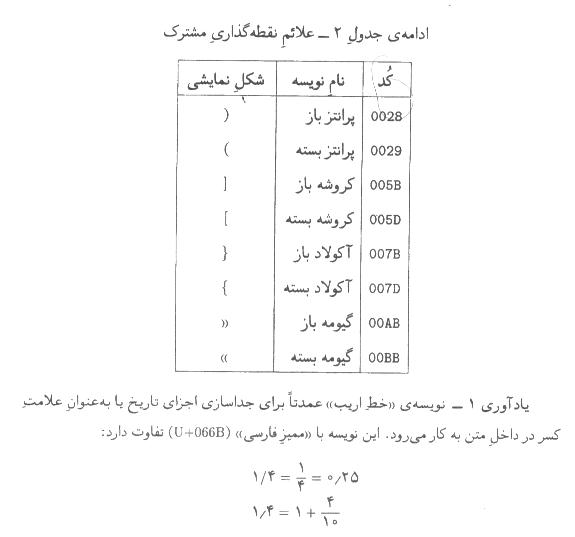 ادامه‌ی جدولِ ۲ ــ علائمِ نقطه‌گذاریِ مشترک
کُد نامِ نویسه شکلِ نمایشی
0028 پرانتز باز (
0029 پرانتز بسته )
005B کروشه باز [
005D کروشه بسته ]
007B آکولاد باز {
007D آکولاد بسته }
00AB گیومه باز «
00BB گیومه بسته »
یادآوری ۱ ــ نویسه‌ی «خطِ اریب» عمدتاً برای جداسازی اجزای تاریخ یا به‌عنوانِ علامت
کسر در داخلِ متن به کار می‌رود. این نویسه با «ممیزِ فارسی» (U+066B) تفاوت دارد:
۱/۴ = ۱/۴ = ۰٫۲۵
۱٫۴ = ۱ + ۴/۱۰